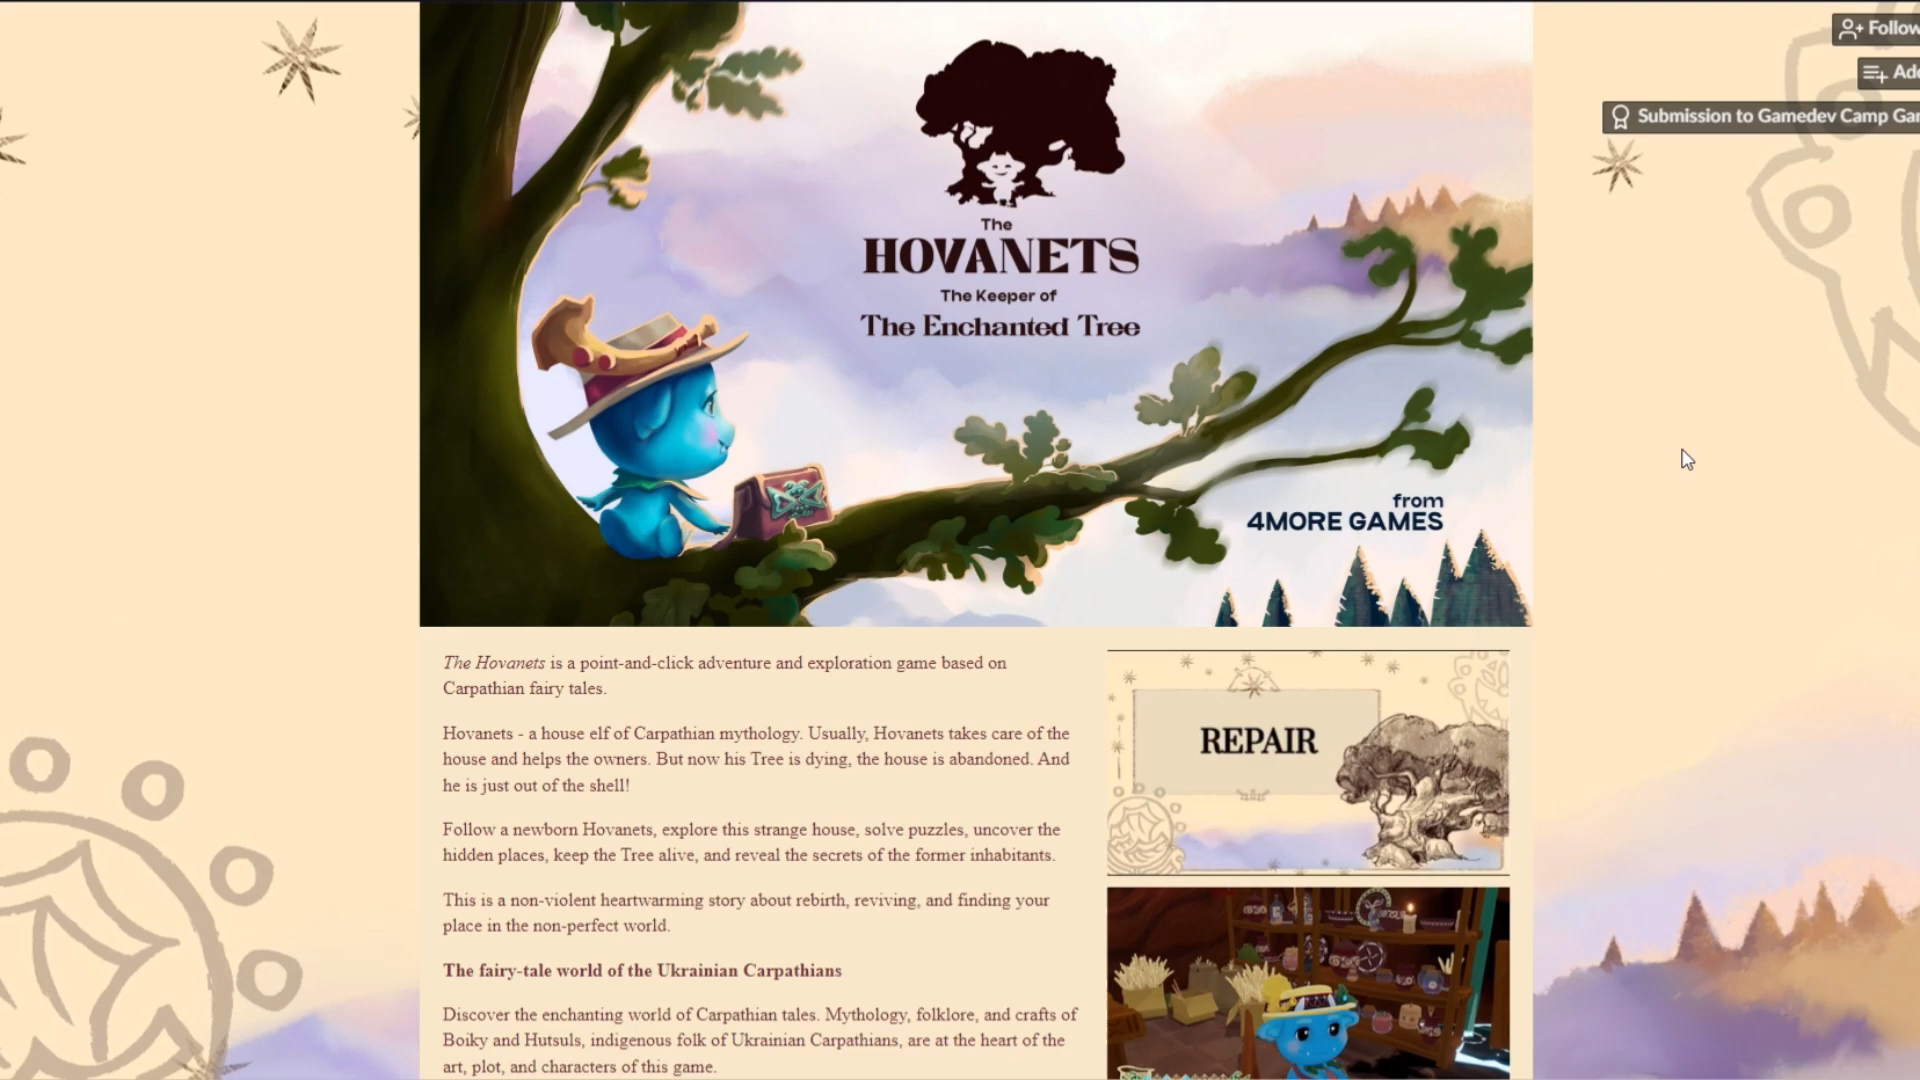 Follow
Add
Submission to Gamedev Camp
The
HOVANETS
The Keeper of
The Enchanted Tree
from
4MORE GAMES
The Hovanets is a point-and-click adventure and exploration game based on
Carpathian fairy tales.
Hovanets - a house elf of Carpathian mythology. Usually, Hovanets takes care of the
house and helps the owners. But now his Tree is dying, the house is abandoned. And
he is just out of the shell!
Follow a newborn Hovanets, explore this strange house, solve puzzles, uncover the
hidden places, keep the Tree alive, and reveal the secrets of the former inhabitants.
This is a non-violent heartwarming story about rebirth, reviving, and finding your
place in the non-perfect world.
The fairy-tale world of the Ukrainian Carpathians
Discover the enchanting world of Carpathian tales. Mythology, folklore, and crafts of
Boiky and Hutsuls, indigenous folk of Ukrainian Carpathians, are at the heart of the
art, plot, and characters of this game.
REPAIR